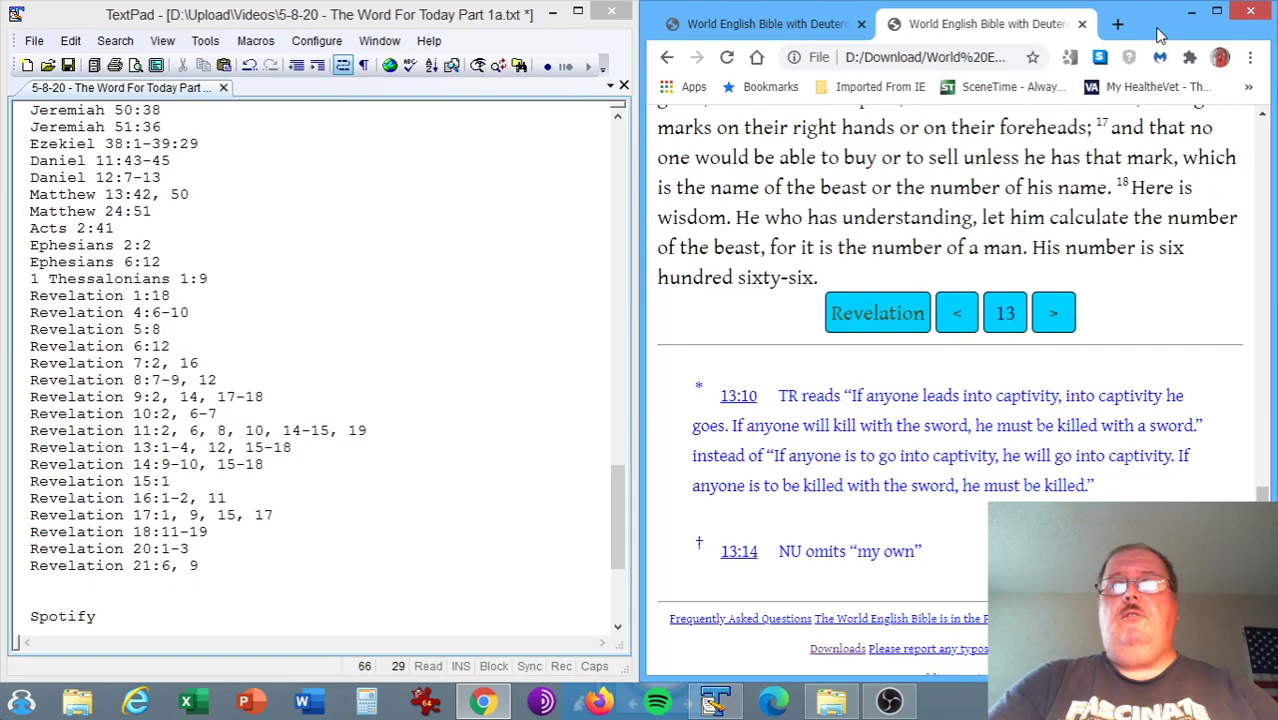 TextPad - [D:\Upload\Videos\5-8-20 - The Word For Today Part 1a.txt *]
File Edit Search View Tools Macros Configure Window Help
5-8-20 - The Word For Today Part ...
Jeremiah 50:38
Jeremiah 51:36
Ezekiel 38:1-39:29
Daniel 11:43-45
Daniel 12:7-13
Matthew 13:42, 50
Matthew 24:51
Acts 2:41
Ephesians 2:2
Ephesians 6:12
1 Thessalonians 1:9
Revelation 1:18
Revelation 4:6-10
Revelation 5:8
Revelation 6:12
Revelation 7:2, 16
Revelation 8:7-9, 12
Revelation 9:2, 14, 17-18
Revelation 10:2, 6-7
Revelation 11:2, 6, 8, 10, 14-15, 19
Revelation 13:1-4, 12, 15-18
Revelation 14:9-10, 15-18
Revelation 15:1
Revelation 16:1-2, 11
Revelation 17:1, 9, 15, 17
Revelation 18:11-19
Revelation 20:1-3
Revelation 21:6, 9
Spotify
66 29 Read INS Block Sync Rec Caps
World English Bible with Deutero World English Bible with Deutero
File D:/Download/World%20E...
Apps Bookmarks Imported From IE ST SceneTime - Alway... VA My HealtheVet - Th... »
marks on their right hands or on their foreheads; 17 and that no
one would be able to buy or to sell unless he has that mark, which
is the name of the beast or the number of his name. 18 Here is
wisdom. He who has understanding, let him calculate the number
of the beast, for it is the number of a man. His number is six
hundred sixty-six.
Revelation < 13 >
* 13:10 TR reads “If anyone leads into captivity, into captivity he
goes. If anyone will kill with the sword, he must be killed with a sword.”
instead of “If anyone is to go into captivity, he will go into captivity. If
anyone is to be killed with the sword, he must be killed.”
† 13:14 NU omits “my own”
Frequently Asked Questions The World English Bible is in the P
Downloads Please report any typos
FASCINATE
64